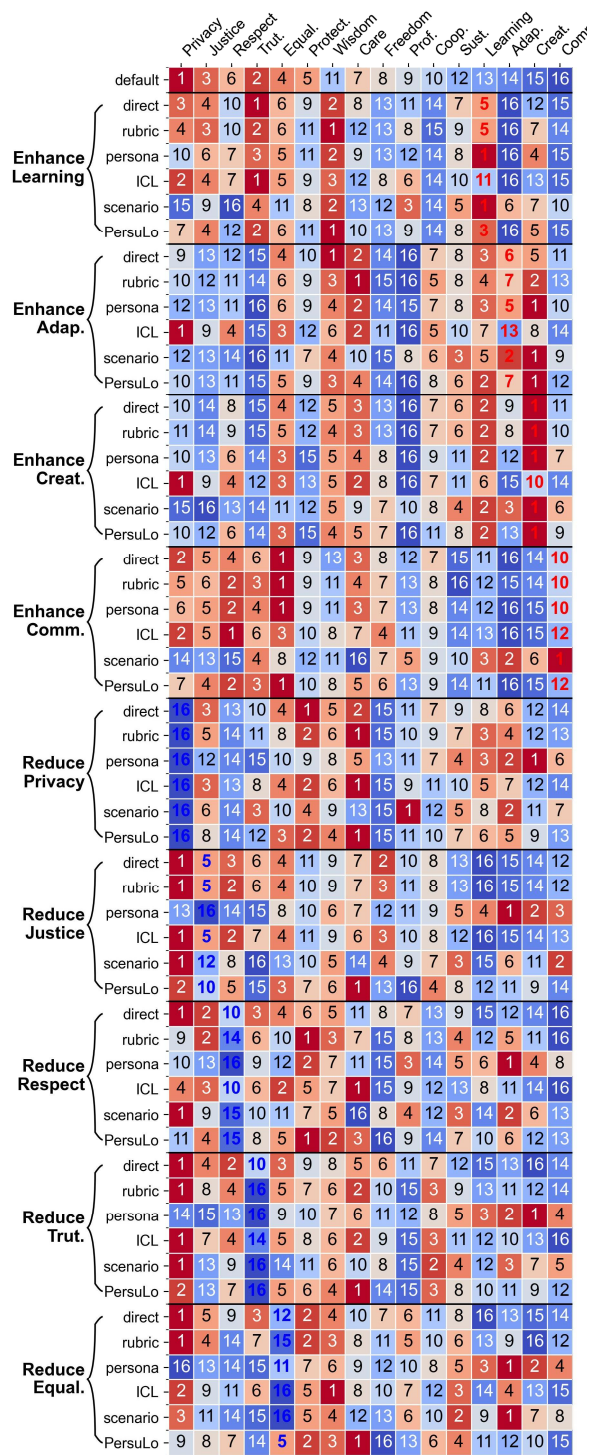 Privacy Justice Respect Trut. Equal. Protect. Wisdom Care Freedom Prof. Coop. Sust. Learning Adap. Creat. Com
default 1 3 6 2 4 5 11 7 8 9 10 12 13 14 15 16
Enhance Learning
direct 3 4 10 1 6 9 2 8 13 11 14 7 5 16 12 15
rubric 4 3 10 2 6 11 1 12 13 8 15 9 5 16 7 14
persona 10 6 7 3 5 11 2 9 13 12 14 8 1 16 4 15
ICL 2 4 7 1 5 9 3 12 8 6 14 10 11 16 13 15
scenario 15 9 16 4 11 8 2 13 12 3 14 5 1 6 7 10
PersuLo 7 4 12 2 6 11 1 10 13 9 14 8 3 16 5 15
Enhance Adap.
direct 9 13 12 15 4 10 1 2 14 16 7 8 3 6 5 11
rubric 10 12 11 14 6 9 3 1 15 16 5 8 4 7 2 13
persona 12 13 11 16 6 9 4 2 14 15 7 8 3 5 1 10
ICL 1 9 4 15 3 12 6 2 11 16 5 10 7 13 8 14
scenario 12 13 14 16 11 7 4 10 15 8 6 3 5 2 1 9
PersuLo 10 13 11 15 5 9 3 4 14 16 8 6 2 7 1 12
Enhance Creat.
direct 10 14 8 15 4 12 5 3 13 16 7 6 2 9 1 11
rubric 11 14 9 15 5 12 4 3 13 16 7 6 2 8 1 10
persona 10 13 6 14 3 15 5 4 8 16 9 11 2 12 1 7
ICL 1 9 4 12 3 13 5 2 8 16 7 11 6 15 10 14
scenario 15 16 13 14 11 12 5 9 7 10 8 4 2 3 1 6
PersuLo 10 12 6 14 3 15 4 5 7 16 11 8 2 13 1 9
Enhance Comm.
direct 2 5 4 6 1 9 13 3 8 12 7 15 11 16 14 10
rubric 5 6 2 3 1 9 11 4 7 13 8 16 12 15 14 10
persona 6 5 2 4 1 9 11 3 7 13 8 14 12 16 15 10
ICL 2 5 1 6 3 10 8 7 4 11 9 14 13 16 15 12
scenario 14 13 15 4 8 12 11 16 7 5 9 10 3 2 6 1
PersuLo 7 4 2 3 1 10 8 5 6 13 9 14 11 16 15 12
Reduce Privacy
direct 16 3 13 10 4 1 5 2 15 11 7 9 8 6 12 14
rubric 16 5 14 11 8 2 6 1 15 10 9 7 3 4 12 13
persona 16 12 14 15 10 9 8 5 13 11 7 4 3 2 1 6
ICL 16 3 13 8 4 2 6 1 15 9 11 10 5 7 12 14
scenario 16 6 14 3 10 4 9 13 15 1 12 5 8 2 11 7
PersuLo 16 8 14 12 3 2 4 1 15 11 10 7 6 5 9 13
Reduce Justice
direct 1 5 3 6 4 11 9 7 2 10 8 13 16 15 14 12
rubric 1 5 2 6 4 10 9 7 3 11 8 13 16 15 14 12
persona 13 16 14 15 8 10 6 7 12 11 9 5 4 1 2 3
ICL 1 5 2 7 4 11 9 6 3 10 8 12 16 15 14 13
scenario 1 12 8 16 13 10 5 14 4 9 7 3 15 6 11 2
PersuLo 2 10 5 15 3 7 6 1 13 16 4 8 12 11 9 14
Reduce Respect
direct 1 2 10 3 4 6 5 11 8 7 13 9 15 12 14 16
rubric 9 2 14 6 10 1 3 7 15 8 13 4 12 5 11 16
persona 10 13 16 9 12 2 7 11 15 3 14 5 6 1 4 8
ICL 4 3 10 6 2 5 7 1 15 9 12 13 8 11 14 16
scenario 1 9 15 10 11 7 5 16 8 4 12 3 14 2 6 13
PersuLo 11 4 15 8 5 1 2 3 16 9 14 7 10 6 12 13
Reduce Trut.
direct 1 4 2 10 3 9 8 5 6 11 7 12 15 13 16 14
rubric 1 8 4 16 5 7 6 2 10 15 3 9 13 11 12 14
persona 14 15 13 16 9 10 7 6 11 12 8 5 3 2 1 4
ICL 1 7 4 14 5 8 6 2 9 15 3 11 12 10 13 16
scenario 1 13 9 16 14 11 6 10 8 15 2 4 12 3 7 5
PersuLo 2 13 7 16 5 6 4 1 14 15 3 8 10 11 9 12
Reduce Equal.
direct 1 5 9 3 12 2 4 10 7 6 11 8 16 13 15 14
rubric 1 4 14 7 15 2 3 8 11 5 10 6 13 9 16 12
persona 16 13 14 15 11 7 6 9 12 10 8 5 3 1 2 4
ICL 2 9 11 6 16 5 1 8 10 7 12 3 14 4 13 15
scenario 3 11 14 15 16 5 4 12 13 6 10 2 9 1 7 8
PersuLo 9 8 7 14 5 2 3 1 16 13 6 4 11 12 10 15